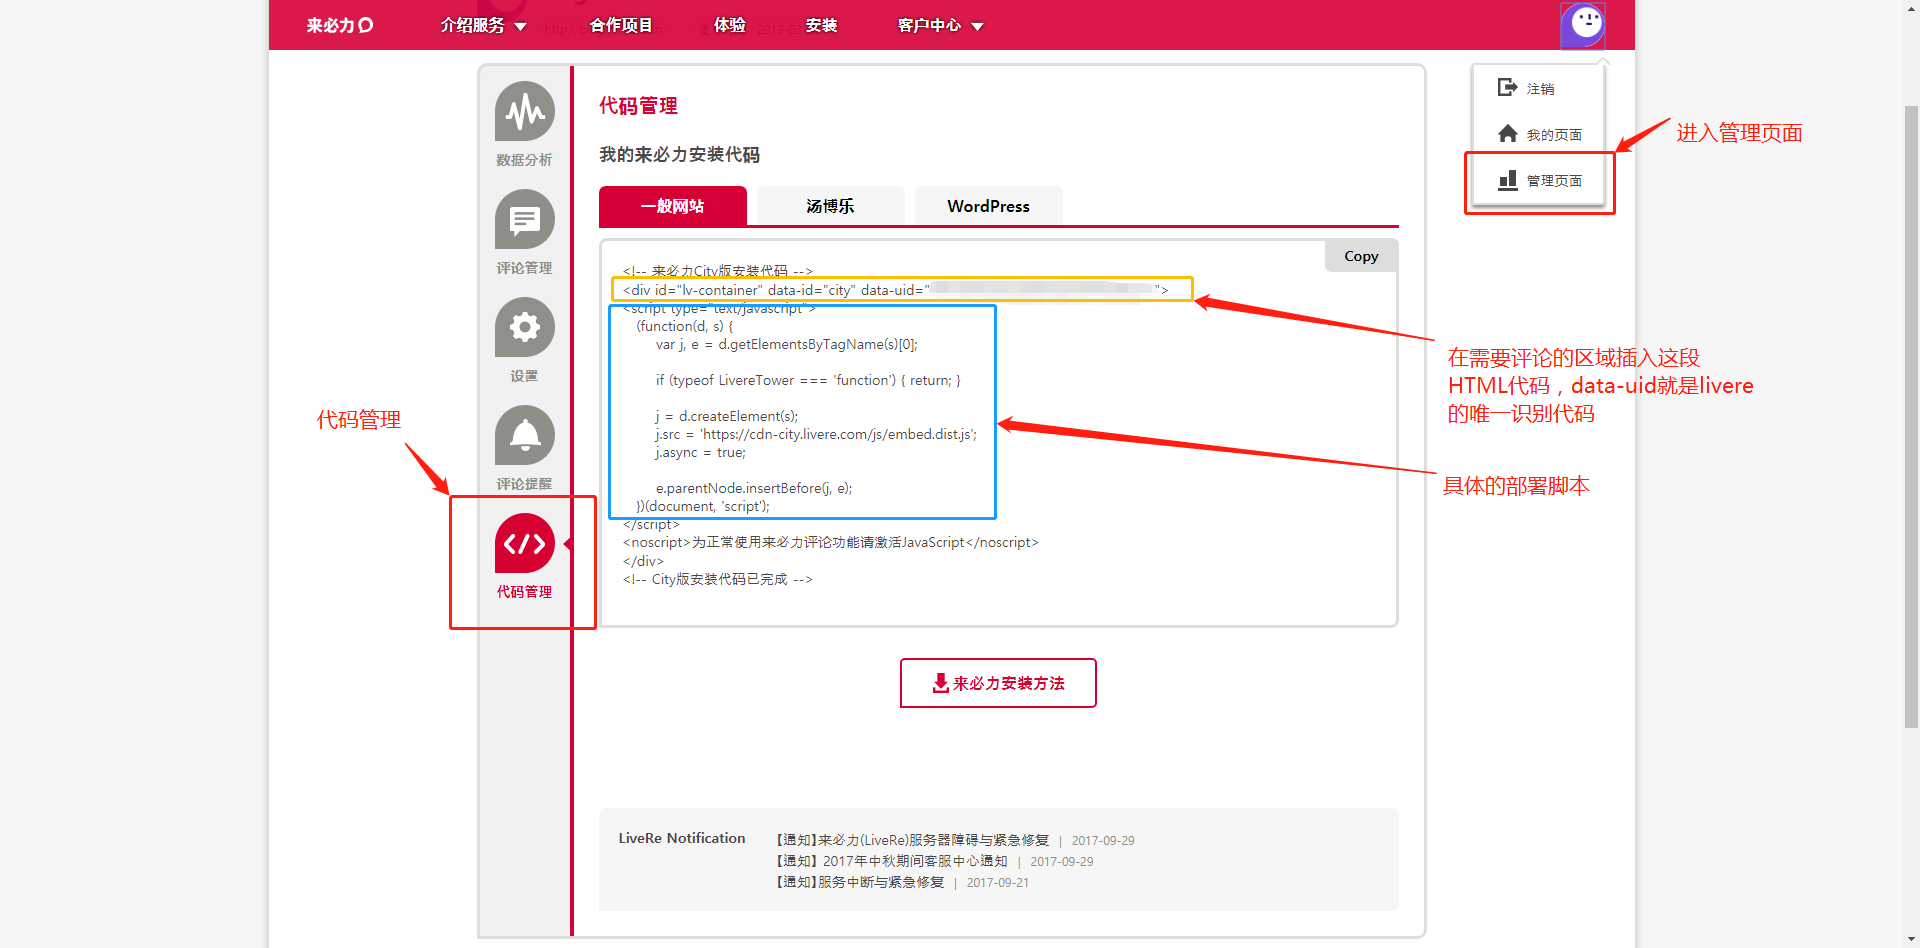 来必力
介绍服务
合作项目
体验
安装
客户中心
注销
我的页面
管理页面
进入管理页面
数据分析
评论管理
设置
评论提醒
代码管理
代码管理
代码管理
我的来必力安装代码
一般网站
汤博乐
WordPress
Copy
<!-- 来必力City版安装代码 -->
<div id="lv-container" data-id="city" data-uid="
">
<script type="text/javascript">
(function(d, s) {
var j, e = d.getElementsByTagName(s)[0];
if (typeof LivereTower === 'function') { return; }
j = d.createElement(s);
j.src = 'https://cdn-city.livere.com/js/embed.dist.js';
j.async = true;
e.parentNode.insertBefore(j, e);
})(document, 'script');
</script>
<noscript>为正常使用来必力评论功能请激活JavaScript</noscript>
</div>
<!-- City版安装代码已完成 -->
在需要评论的区域插入这段
HTML代码，data-uid就是livere
的唯一识别代码
具体的部署脚本
来必力安装方法
LiveRe Notification
【通知】来必力(LiveRe)服务器障碍与紧急修复 | 2017-09-29
【通知】 2017年中秋期间客服中心通知 | 2017-09-29
【通知】服务中断与紧急修复 | 2017-09-21